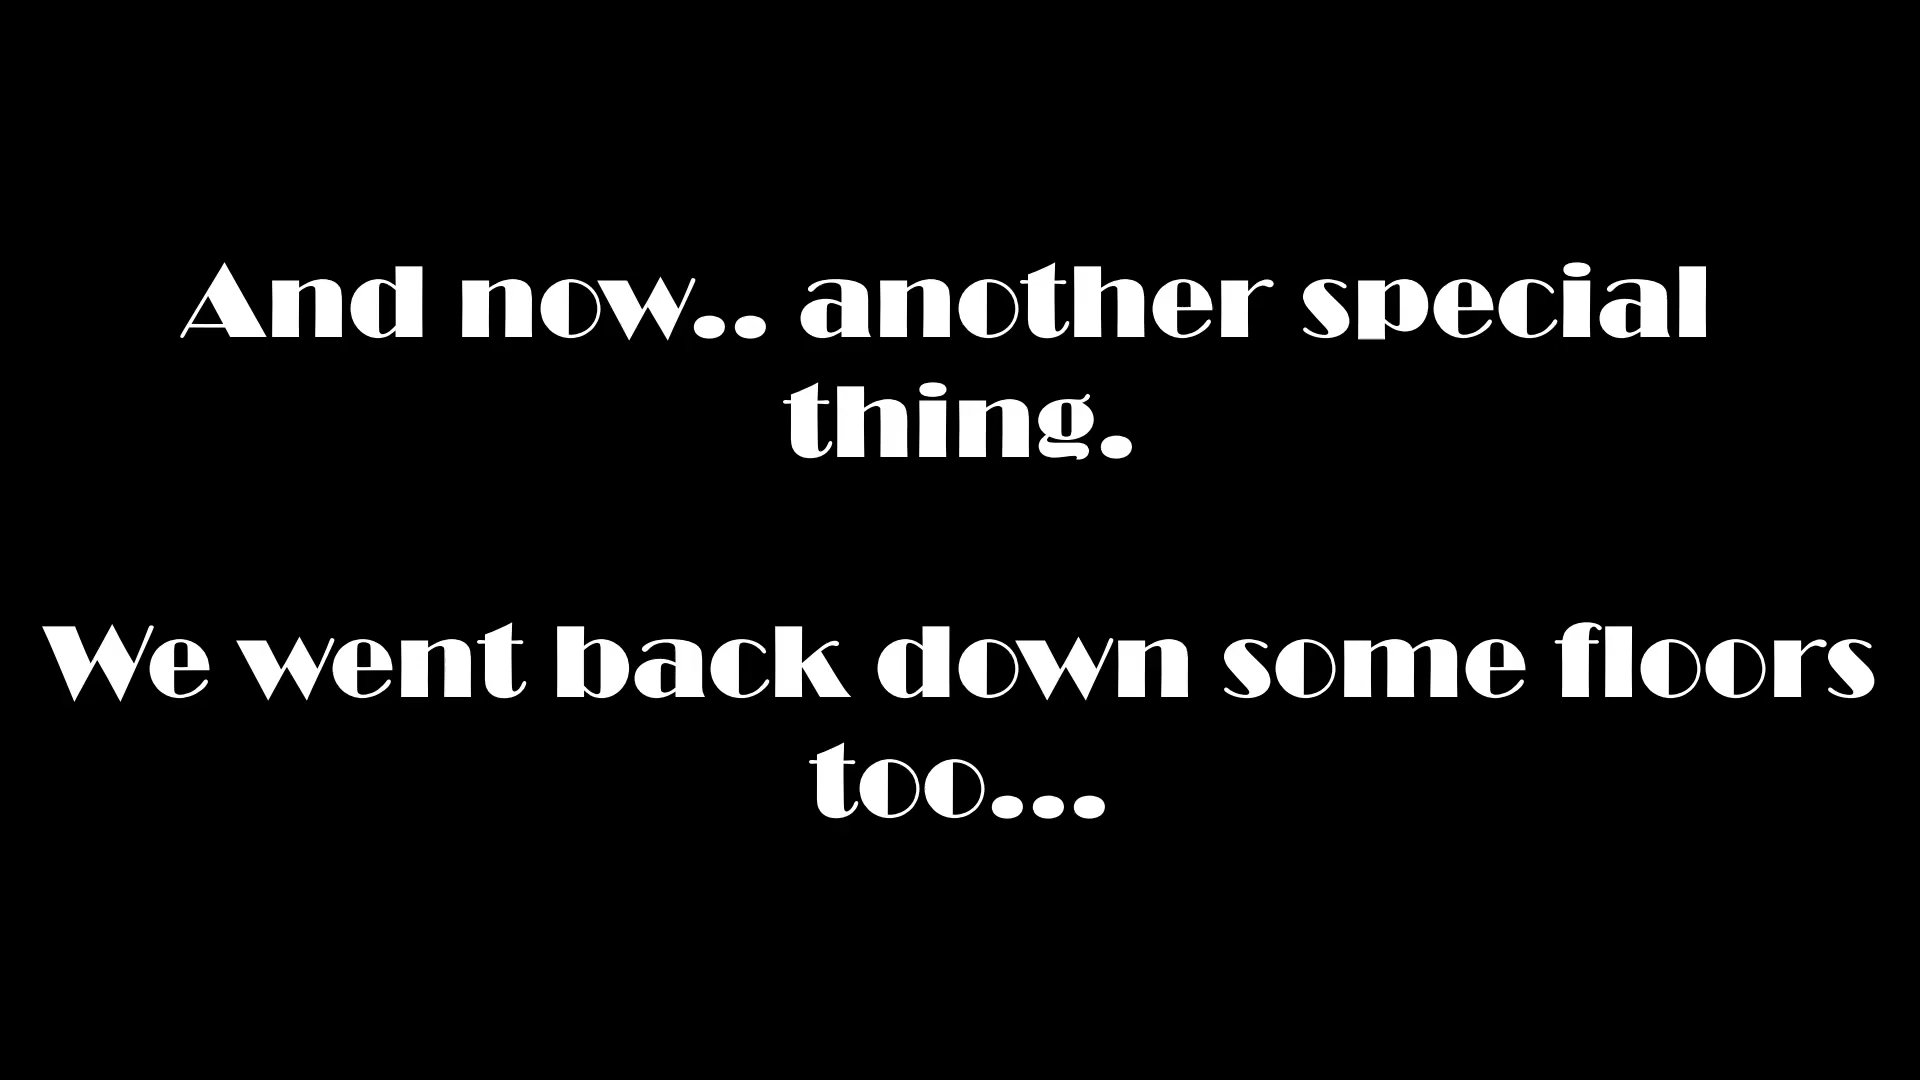 And now.. another special
thing.
We went back down some floors
too...